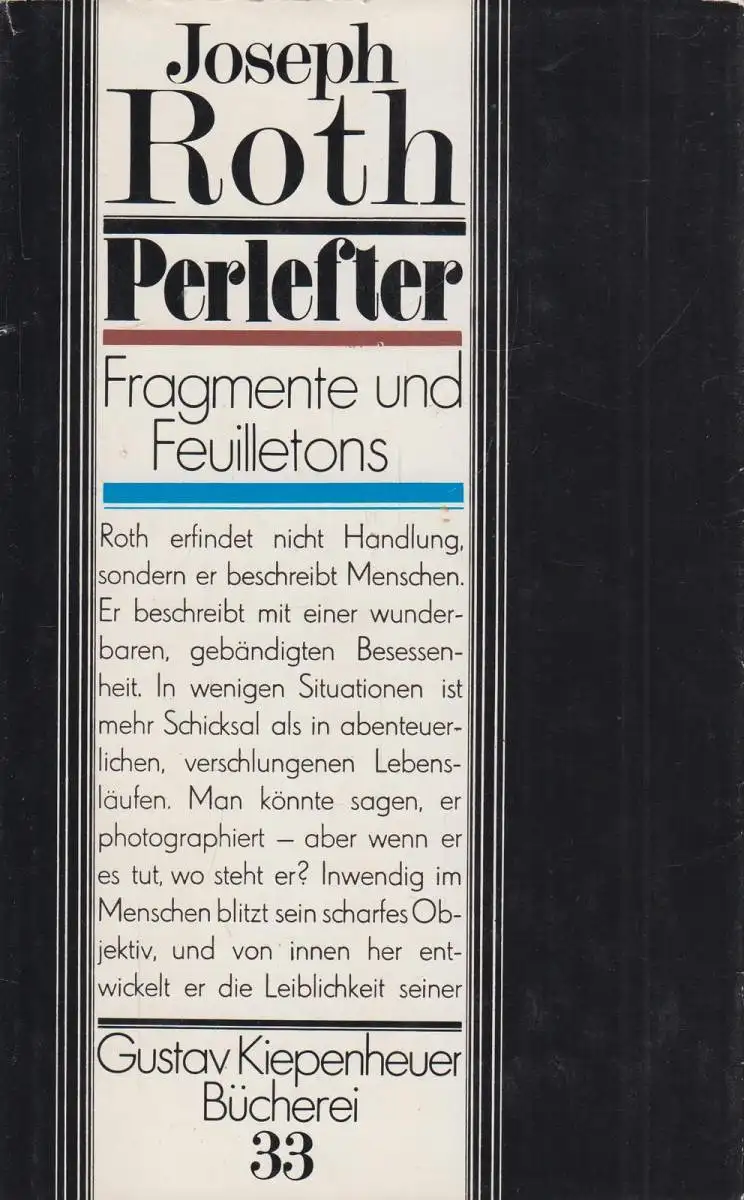 Joseph
Roth
Perlefter
Fragmente und
Feuilletons
Roth erfindet nicht Handlung,
sondern er beschreibt Menschen.
Er beschreibt mit einer wunder-
baren, gebändigten Besessen-
heit. In wenigen Situationen ist
mehr Schicksal als in abenteuer-
lichen, verschlungenen Lebens-
läufen. Man könnte sagen, er
photographiert – aber wenn er
es tut, wo steht er? Inwendig im
Menschen blitzt sein scharfes Ob-
jektiv, und von innen her ent-
wickelt er die Leiblichkeit seiner
Gustav Kiepenheuer
Bücherei
33